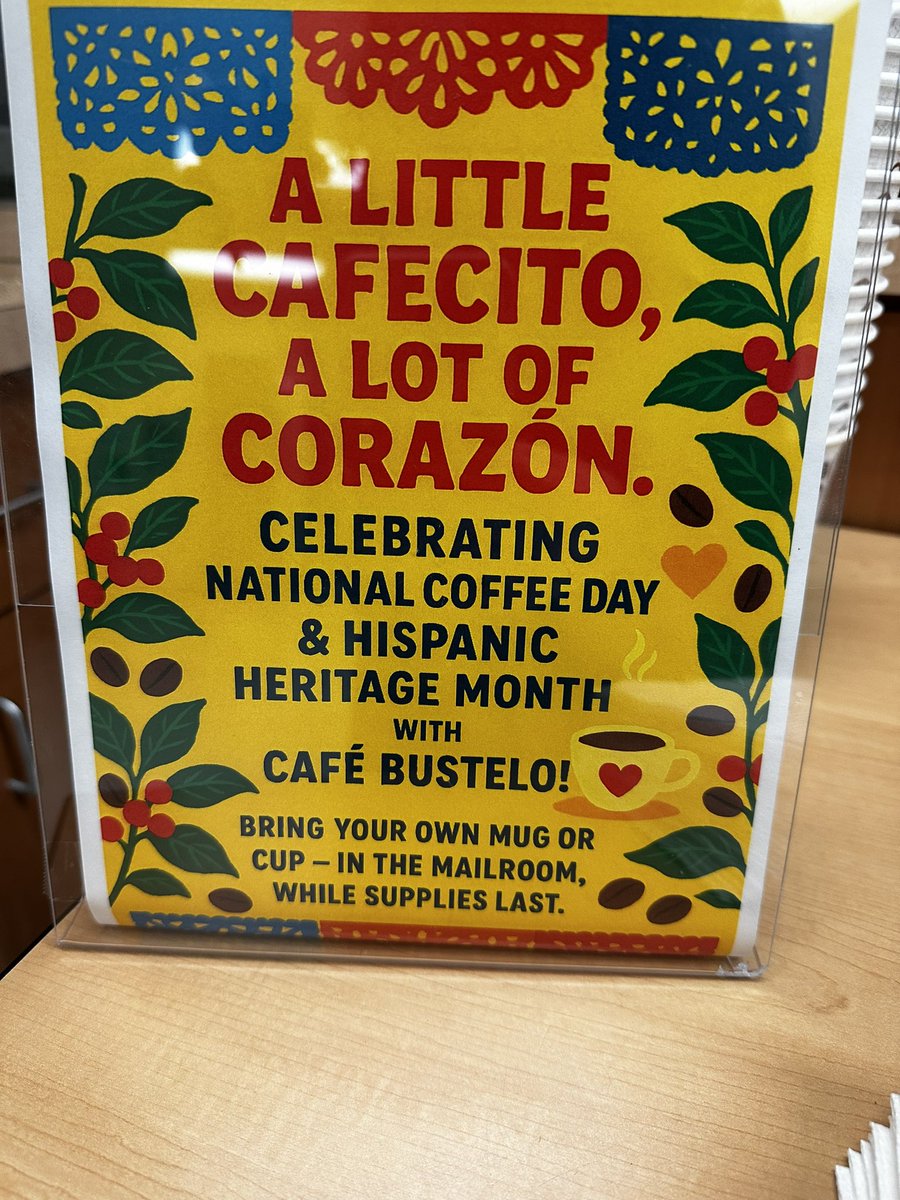 A LITTLE
CAFECITO,
A LOT OF
CORAZÓN.
CELEBRATING
NATIONAL COFFEE DAY
& HISPANIC
HERITAGE MONTH
WITH
CAFÉ BUSTELO!
BRING YOUR OWN MUG OR
CUP – IN THE MAILROOM,
WHILE SUPPLIES LAST.